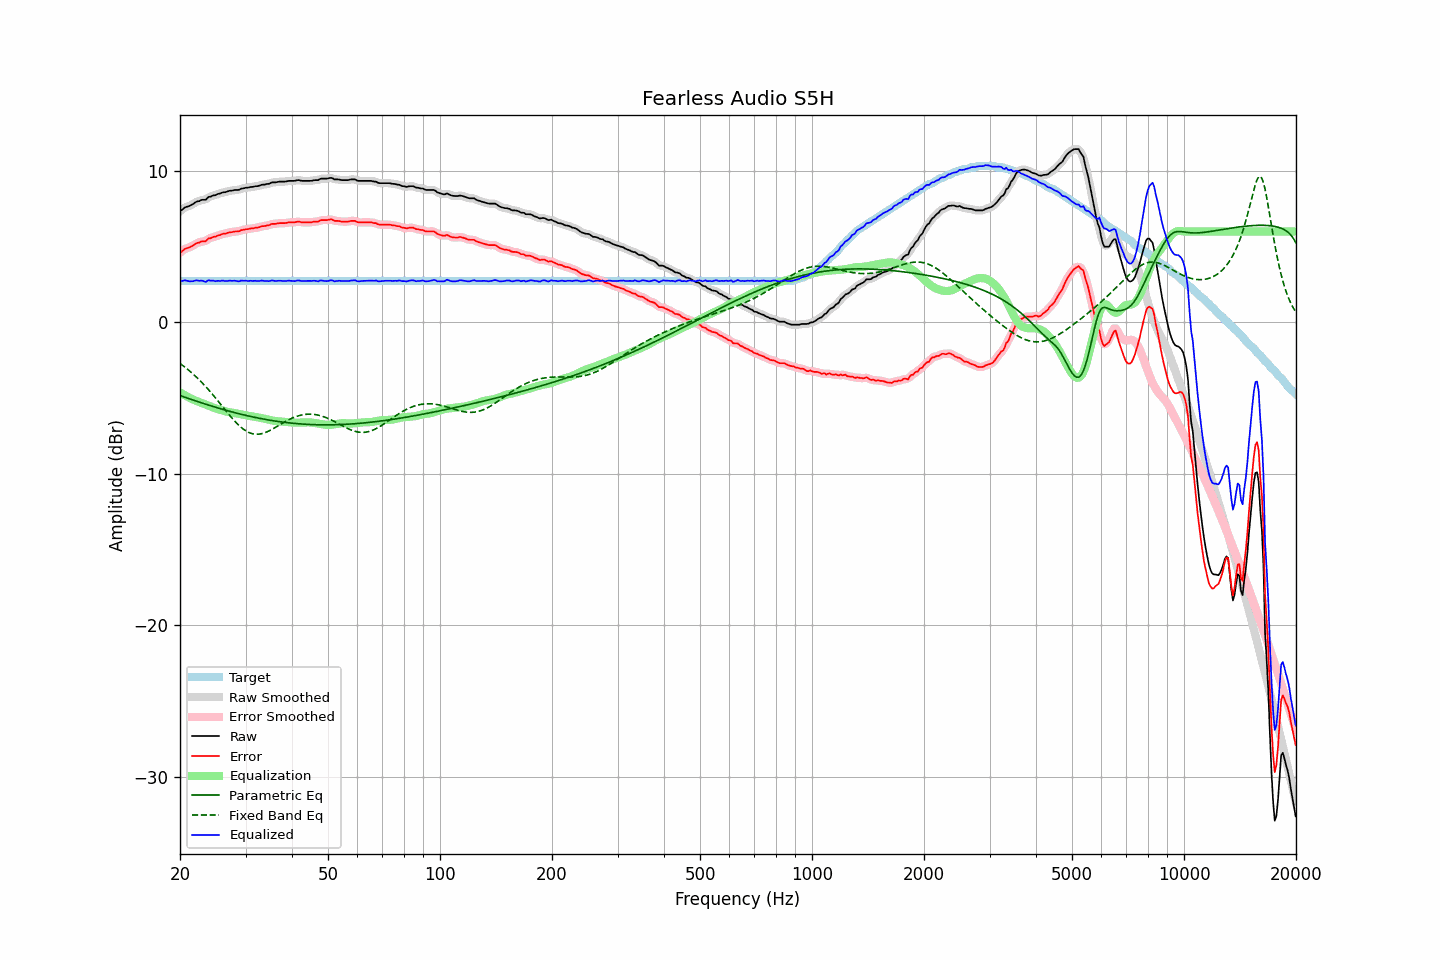 Fearless Audio S5H
Amplitude (dBr)
10
0
−10
−20
−30
Target
Raw Smoothed
Error Smoothed
Raw
Error
Equalization
Parametric Eq
Fixed Band Eq
Equalized
20 50 100 200 500 1000 2000 5000 10000 20000
Frequency (Hz)